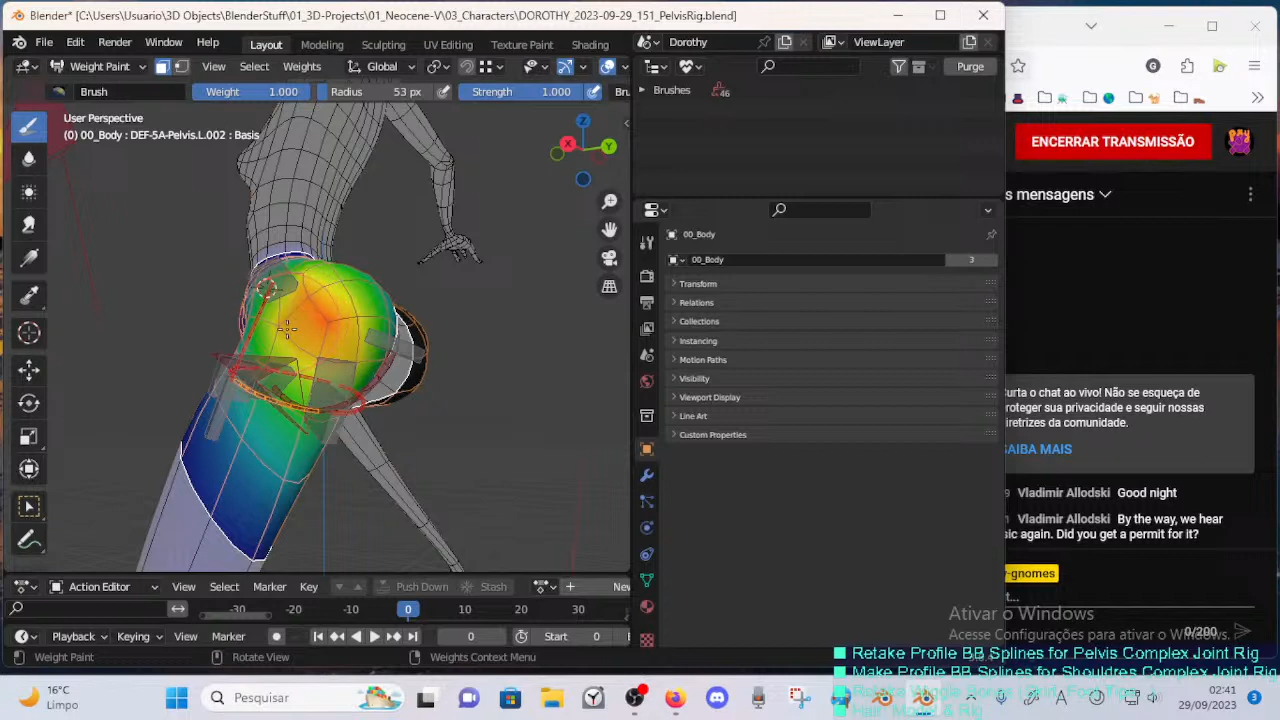 Blender* [C:\Users\Usuario\3D Objects\BlenderStuff\01_3D-Projects\01_Neocene-V\03_Characters\DOROTHY_2023-09-29_151_PelvisRig.blend]
File Edit Render Window Help Layout Modeling Sculpting UV Editing Texture Paint Shading Dorothy ViewLayer
Weight Paint View Select Weights Global Purge
Brush Weight 1.000 Radius 53 px Strength 1.000 Brushes 46
User Perspective
(0) 00_Body : DEF-5A-Pelvis.L.002 : Basis
Z
X Y
00_Body
00_Body 3
Transform
Relations
Collections
Instancing
Motion Paths
Visibility
Viewport Display
Line Art
Custom Properties
ENCERRAR TRANSMISSÃO
s mensagens
urta o chat ao vivo! Não se esqueça de
roteger sua privacidade e seguir nossas
iretrizes da comunidade.
SAIBA MAIS
Vladimir Allodski Good night
Vladimir Allodski By the way, we hear
sic again. Did you get a permit for it?
-gnomes
0/200
Ativar o Windows
Acesse Configurações para ativar o Windows.
Action Editor View Select Marker Key Push Down Stash New
-30 -20 -10 0 10 20 30
Playback Keying View Marker 0 Start 0
Weight Paint Rotate View Weights Context Menu
Retake Profile BB Splines for Pelvis Complex Joint Rig
Make Profile BB Splines for Shouldres Complex Joint Rig
Hair: Model & Rig
16°C
Limpo
Pesquisar
02:41
29/09/2023
3